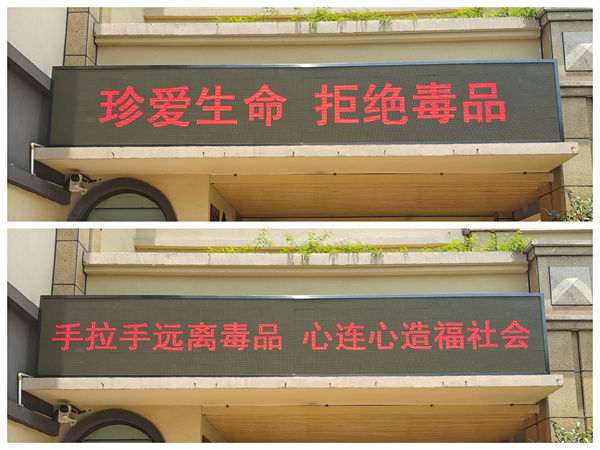 珍爱生命 拒绝毒品
手拉手远离毒品 心连心造福社会